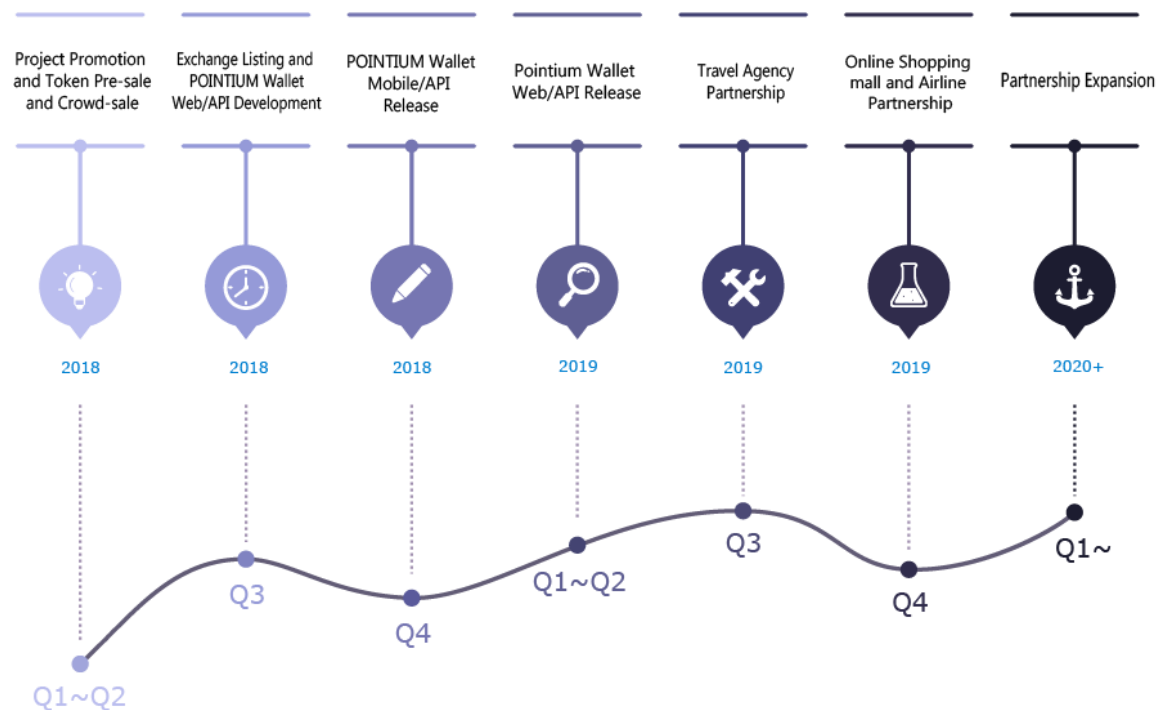 Project Promotion
and Token Pre-sale
and Crowd-sale
Exchange Listing and
POINTIUM Wallet
Web/API Development
POINTIUM Wallet
Mobile/API
Release
Pointium Wallet
Web/API Release
Travel Agency
Partnership
Online Shopping
mall and Airline
Partnership
Partnership Expansion
2018
2018
2018
2019
2019
2019
2020+
Q1~Q2
Q3
Q4
Q1~Q2
Q3
Q4
Q1~